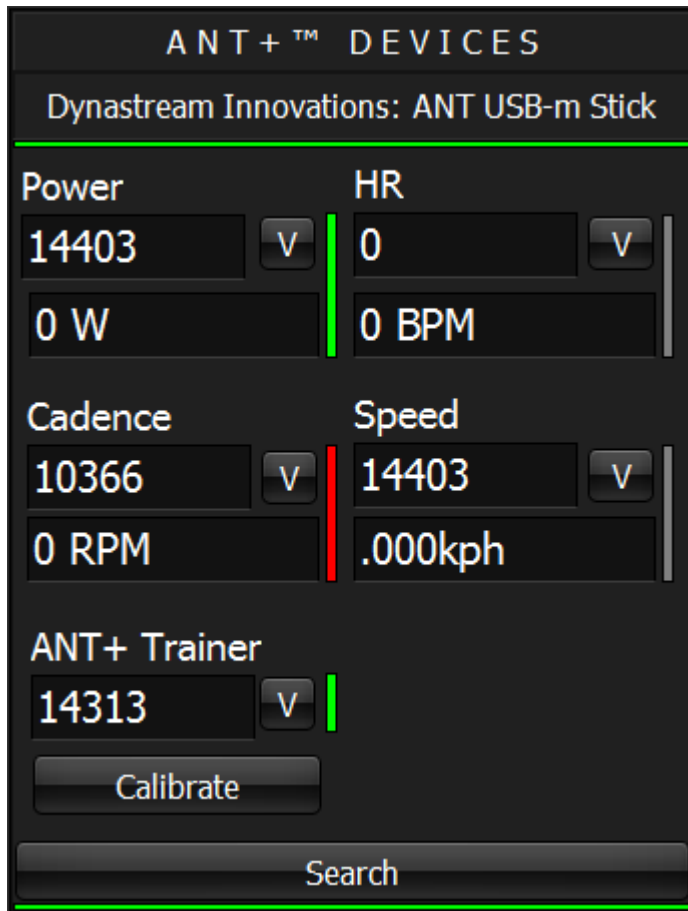 ANT+™ DEVICES
Dynastream Innovations: ANT USB-m Stick
Power HR
14403 V 0 V
0 W 0 BPM
Cadence Speed
10366 V 14403 V
0 RPM .000kph
ANT+ Trainer
14313 V
Calibrate
Search